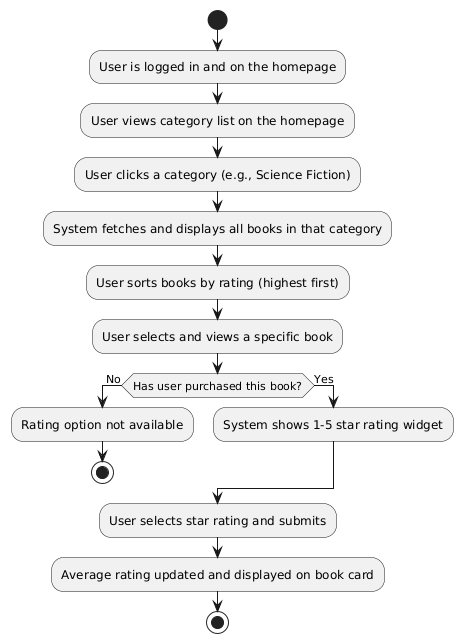 User is logged in and on the homepage
User views category list on the homepage
User clicks a category (e.g., Science Fiction)
System fetches and displays all books in that category
User sorts books by rating (highest first)
User selects and views a specific book
No
Has user purchased this book?
Yes
Rating option not available
System shows 1-5 star rating widget
User selects star rating and submits
Average rating updated and displayed on book card